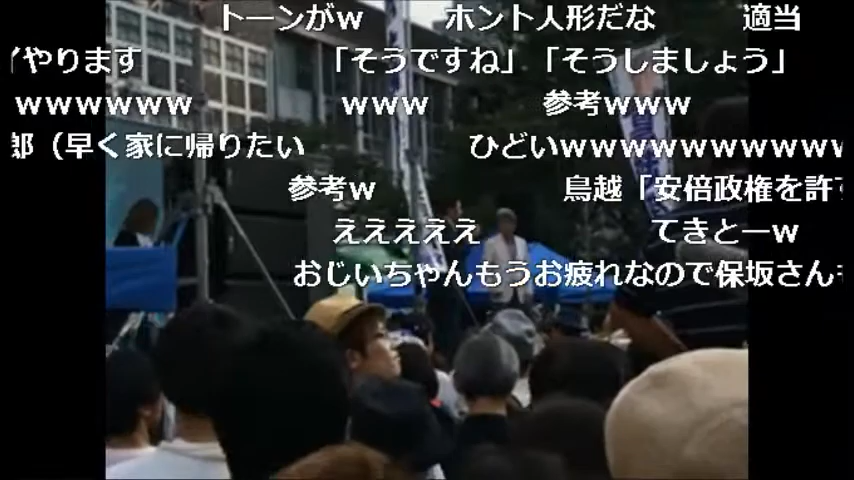 トーンがｗ　ホント人形だな　適当
やります　「そうですね」「そうしましょう」
ｗｗｗｗｗｗ　ｗｗｗ　参考ｗｗｗ
郎（早く家に帰りたい　ひどいｗｗｗｗｗｗｗｗｗｗ
参考ｗ　鳥越「安倍政権を許す
えええええ　てきとーｗ
おじいちゃんもうお疲れなので保坂さんも